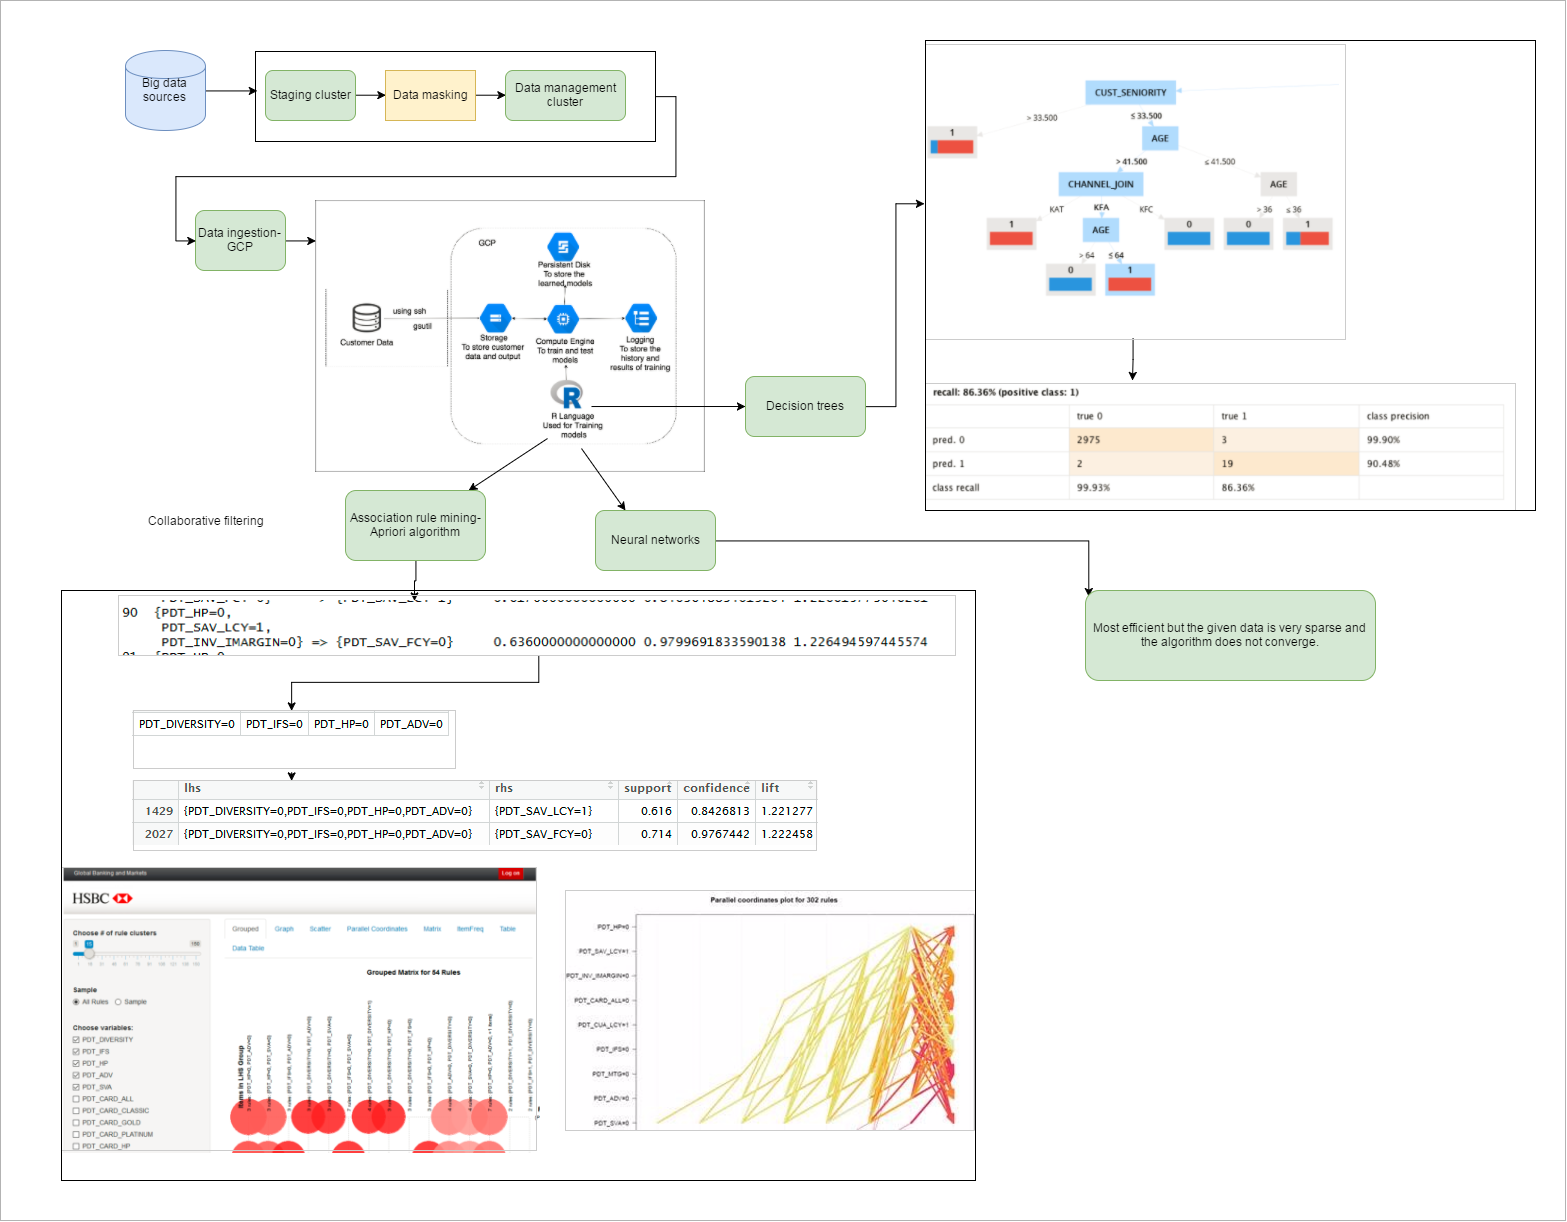 Big data
sources
Staging cluster
Data masking
Data management
cluster
Data ingestion-
GCP
GCP
Persistent Disk
To store the
learned models
using ssh
gsutil
Customer Data
Storage
To store customer
data and output
Compute Engine
To train and test
models
Logging
To store the
history and
results of training
R
R Language
Used for Training
models
Decision trees
CUST_SENIORITY
> 33.500
≤ 33.500
1
AGE
> 41.500
≤ 41.500
CHANNEL_JOIN
AGE
KAT
KFA
KFC
> 36
≤ 36
1
AGE
0
0
1
> 64
≤ 64
0
1
recall: 86.36% (positive class: 1)
true 0
true 1
class precision
pred. 0
2975
3
99.90%
pred. 1
2
19
90.48%
class recall
99.93%
86.36%
Collaborative filtering
Association rule mining-
Apriori algorithm
Neural networks
Most efficient but the given data is very sparse and
the algorithm does not converge.
90 {PDT_HP=0,
PDT_SAV_LCY=1,
PDT_INV_IMARGIN=0} => {PDT_SAV_FCY=0} 0.6360000000000000 0.9799691833590138 1.226494597445574
PDT_DIVERSITY=0 PDT_IFS=0 PDT_HP=0 PDT_ADV=0
lhs rhs support confidence lift
1429 {PDT_DIVERSITY=0,PDT_IFS=0,PDT_HP=0,PDT_ADV=0} {PDT_SAV_LCY=1} 0.616 0.8426813 1.221277
2027 {PDT_DIVERSITY=0,PDT_IFS=0,PDT_HP=0,PDT_ADV=0} {PDT_SAV_FCY=0} 0.714 0.9767442 1.222458
Global Banking and Markets
Log on
HSBC
Choose # of rule clusters
Sample
All Rules Sample
Choose variables:
PDT_DIVERSITY
PDT_IFS
PDT_HP
PDT_ADV
PDT_SVA
PDT_CARD_ALL
PDT_CARD_CLASSIC
PDT_CARD_GOLD
PDT_CARD_PLATINUM
PDT_CARD_HP
Grouped Graph Scatter Parallel Coordinates Matrix ItemFreq Table
Data Table
Grouped Matrix for 54 Rules
Items in LHS Group
Parallel coordinates plot for 302 rules
PDT_HP=0
PDT_SAV_LCY=1
PDT_INV_IMARGIN=0
PDT_CARD_ALL=0
PDT_CUA_LCY=1
PDT_IFS=0
PDT_MTG=0
PDT_ADV=0
PDT_SVA=0